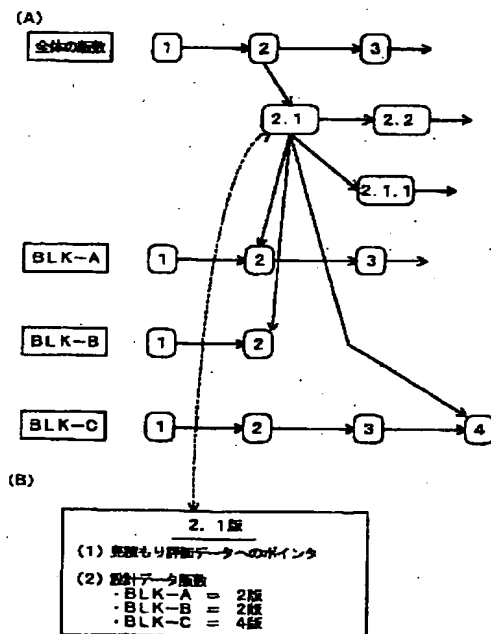 (A)
全体の版数 1 2 3
2.1 2.2
2.1.1
BLK-A 1 2 3
BLK-B 1 2
BLK-C 1 2 3 4
(B)
2. 1版
(1) 見積もり評価データへのポインタ
(2) 設計データ版数
・BLK-A = 2版
・BLK-B = 2版
・BLK-C = 4版